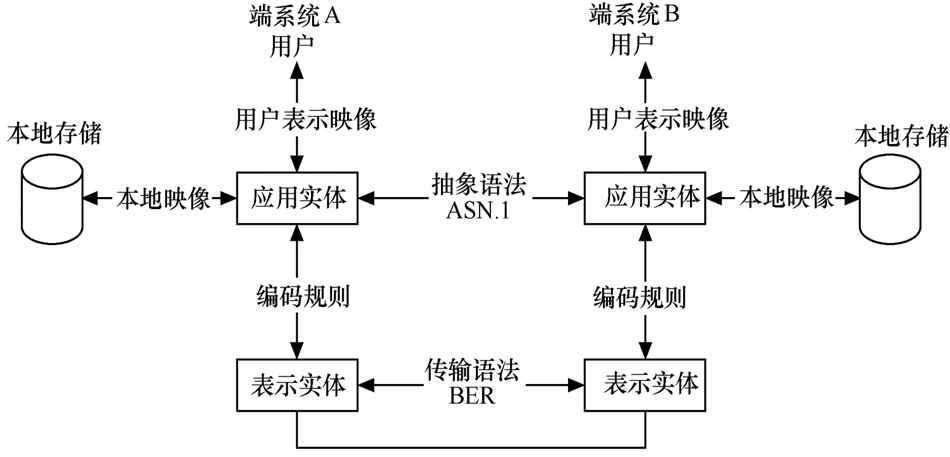 端系统 A
用户
端系统 B
用户
用户表示映像
用户表示映像
本地存储
本地存储
本地映像
应用实体
抽象语法
ASN.1
应用实体
本地映像
编码规则
编码规则
表示实体
传输语法
BER
表示实体